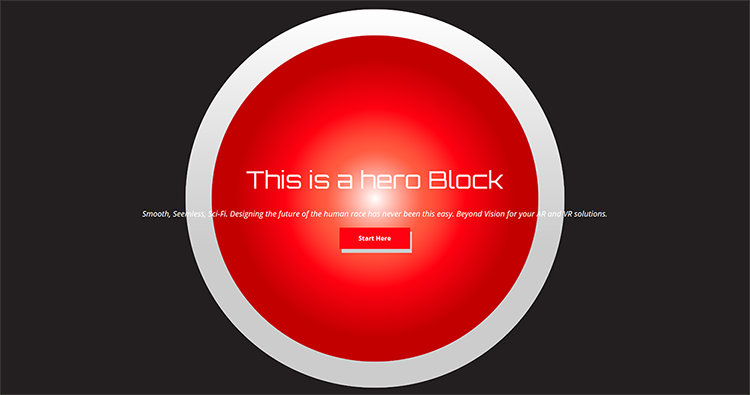 This is a hero Block
Smooth, Seemless, Sci-Fi. Designing the future of the human race has never been this easy. Beyond Vision for your AR and VR solutions.
Start Here